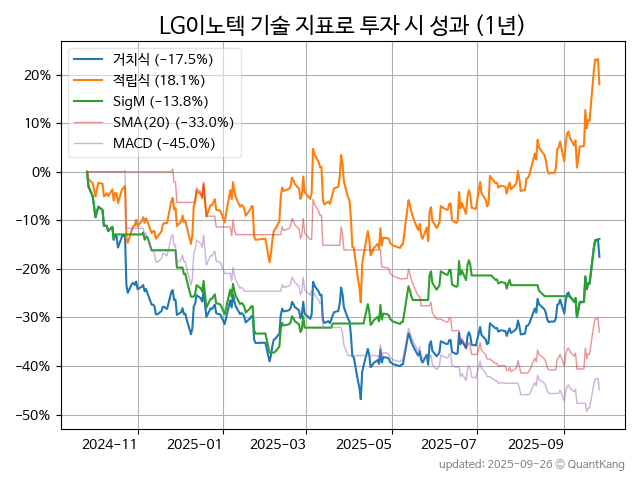 LG이노텍 기술 지표로 투자 시 성과 (1년)
거치식 (−17.5%)
적립식 (18.1%)
SigM (−13.8%)
SMA(20) (−33.0%)
MACD (−45.0%)
20%
10%
0%
−10%
−20%
−30%
−40%
−50%
2024-11 2025-01 2025-03 2025-05 2025-07 2025-09
updated: 2025-09-26 © QuantKang